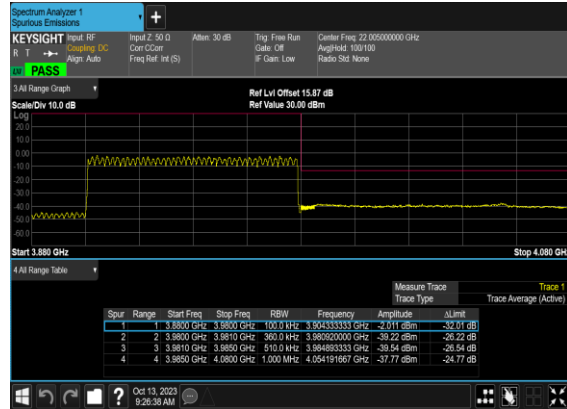 Spectrum Analyzer 1
Spurious Emissions
KEYSIGHT Input: RF Input Z: 50 Ω Atten: 30 dB Trig: Free Run Center Freq: 22.005000000 GHz
R T Coupling: DC Corr CCorr Gate: Off Avg|Hold: 100/100
Align: Auto Freq Ref: Int (S) IF Gain: Low Radio Std: None
PASS
3 All Range Graph
Ref Lvl Offset 15.87 dB
Scale/Div 10.0 dB Ref Value 30.00 dBm
Log
20.0
10.0
0.00
-10.0
-20.0
-30.0
-40.0
-50.0
-60.0
Start 3.880 GHz Stop 4.080 GH
4 All Range Table
Measure Trace Trace 1
Trace Type Trace Average (Active)
Spur Range Start Freq Stop Freq RBW Frequency Amplitude ΔLimit
1 1 3.8800 GHz 3.9800 GHz 100.0 kHz 3.904333333 GHz -2.011 dBm -32.01 dB
2 2 3.9800 GHz 3.9810 GHz 360.0 kHz 3.980920000 GHz -39.22 dBm -26.22 dB
3 3 3.9810 GHz 3.9850 GHz 510.0 kHz 3.984893333 GHz -39.54 dBm -26.54 dB
4 4 3.9850 GHz 4.0800 GHz 1.000 MHz 4.054191667 GHz -37.77 dBm -24.77 dB
Oct 13, 2023
9:26:38 AM